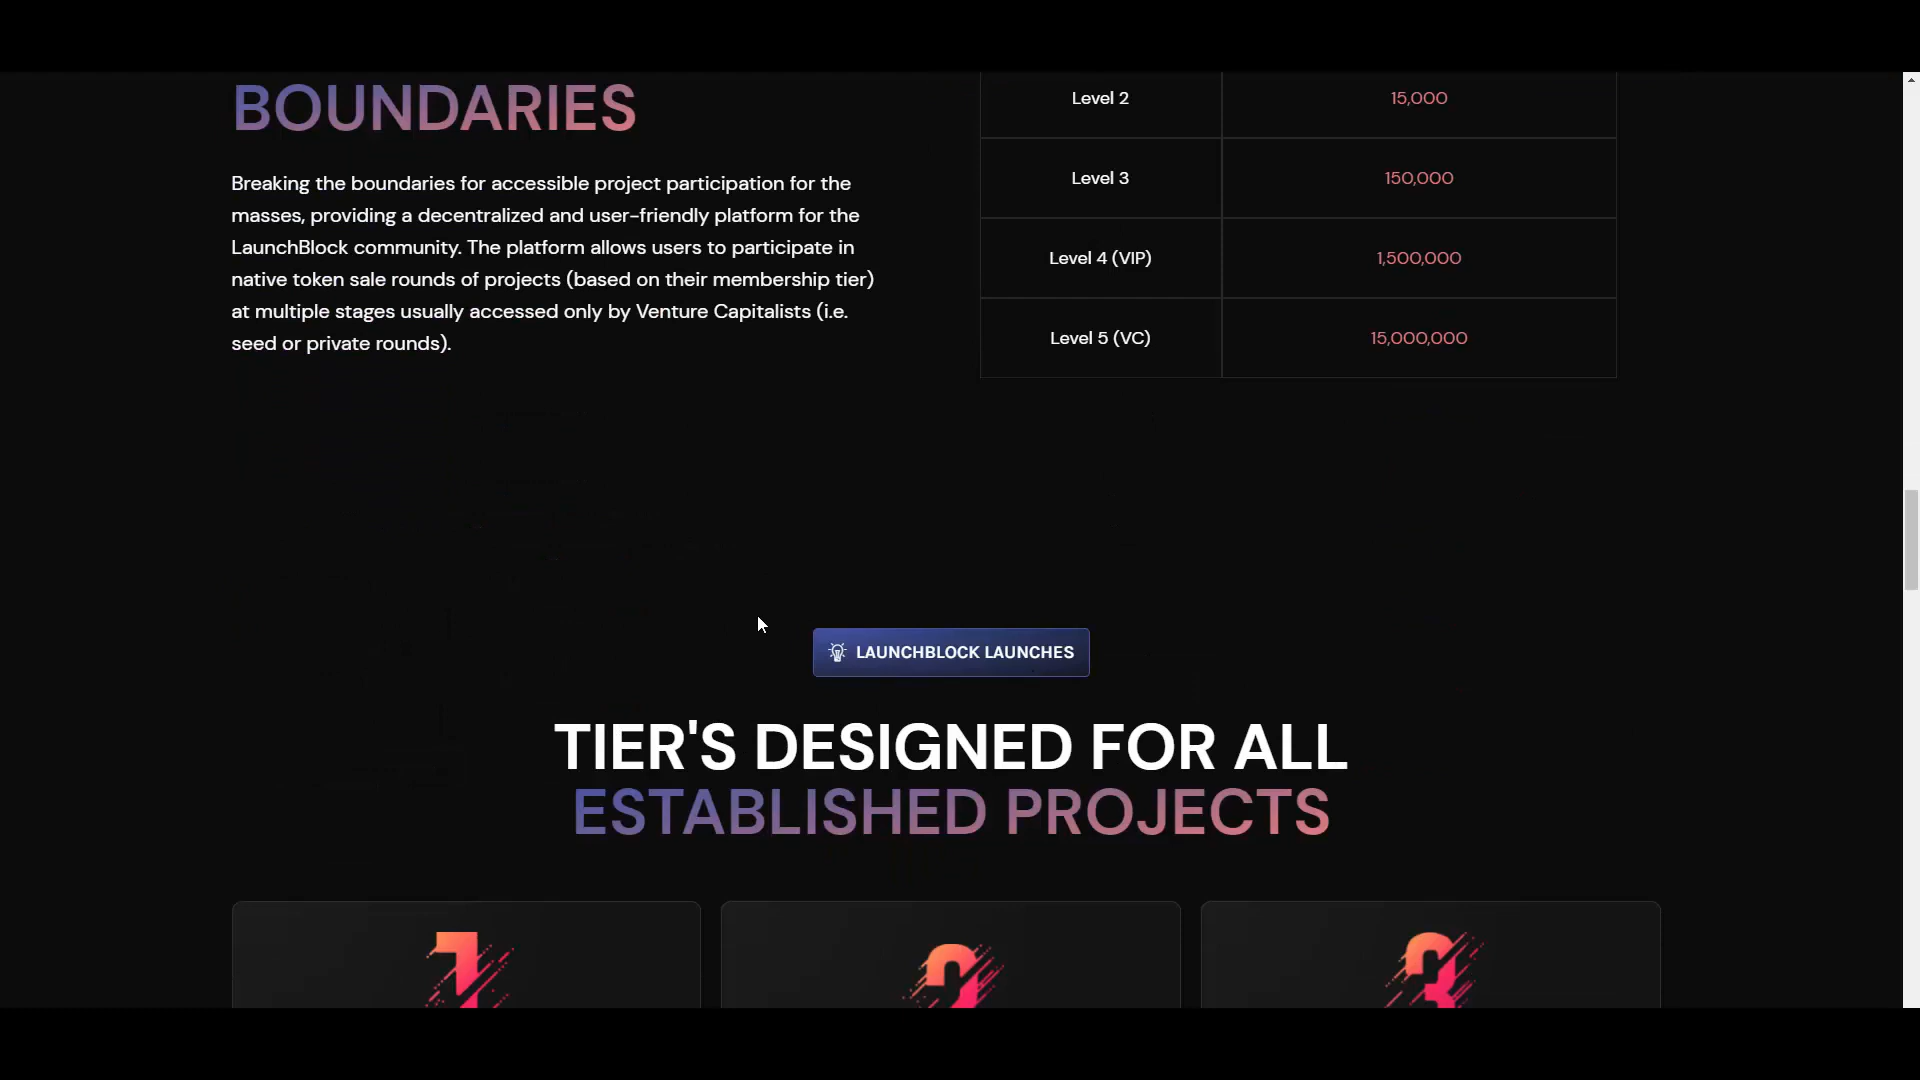 BOUNDARIES
Breaking the boundaries for accessible project participation for the
masses, providing a decentralized and user-friendly platform for the
LaunchBlock community. The platform allows users to participate in
native token sale rounds of projects (based on their membership tier)
at multiple stages usually accessed only by Venture Capitalists (i.e.
seed or private rounds).
Level 2 15,000
Level 3 150,000
Level 4 (VIP) 1,500,000
Level 5 (VC) 15,000,000
LAUNCHBLOCK LAUNCHES
TIER'S DESIGNED FOR ALL
ESTABLISHED PROJECTS
1 2 3